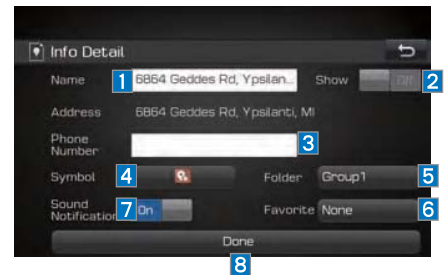 Info Detail
Name 1 6864 Geddes Rd, Ypsilan... Show Off 2
Address 6864 Geddes Rd, Ypsilanti, MI
Phone
Number 3
Symbol 4 Folder Group1 5
Sound
Notification 7 On Favorite None 6
Done
8